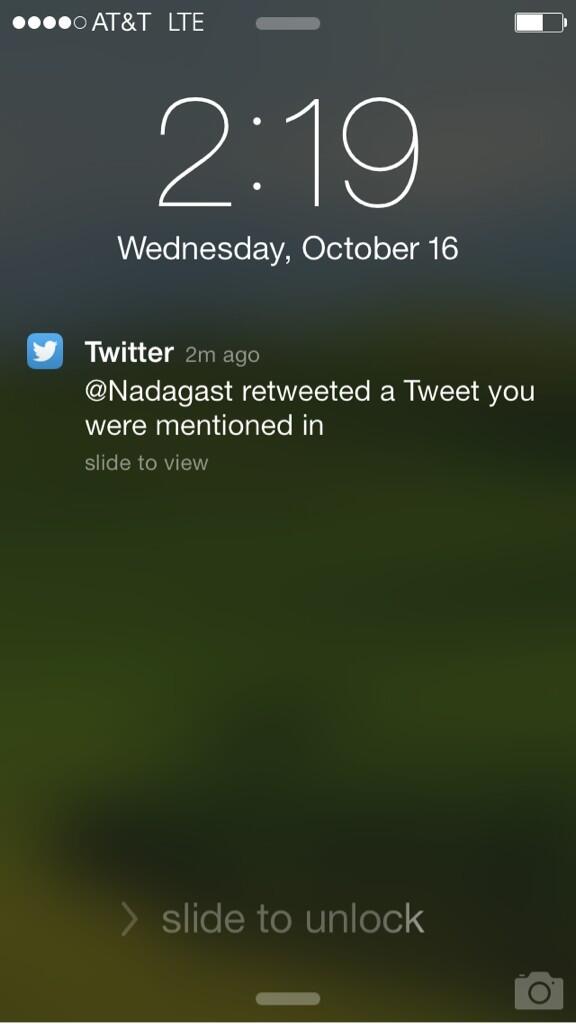 AT&T LTE
2:19
Wednesday, October 16
Twitter 2m ago
@Nadagast retweeted a Tweet you
were mentioned in
slide to view
slide to unlock